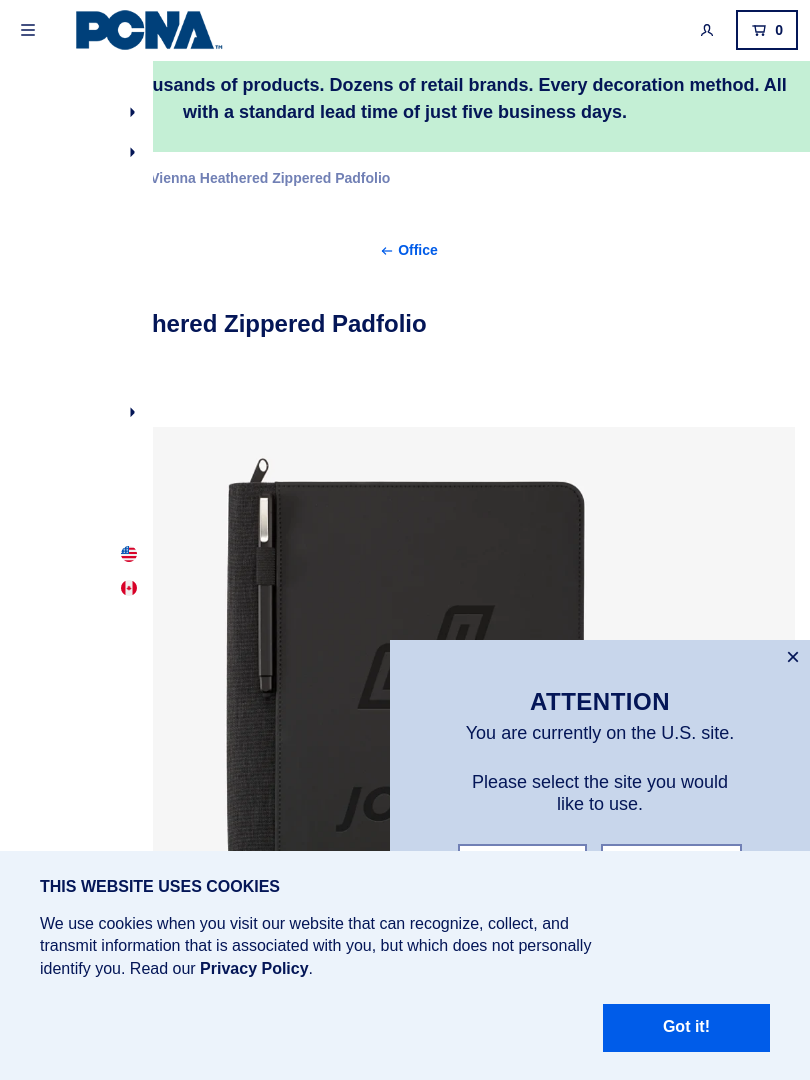 PCNA™
0
usands of products. Dozens of retail brands. Every decoration method. All
with a standard lead time of just five business days.
Vienna Heathered Zippered Padfolio
← Office
hered Zippered Padfolio
ATTENTION
You are currently on the U.S. site.
Please select the site you would
like to use.
THIS WEBSITE USES COOKIES
We use cookies when you visit our website that can recognize, collect, and
transmit information that is associated with you, but which does not personally
identify you. Read our Privacy Policy.
Got it!